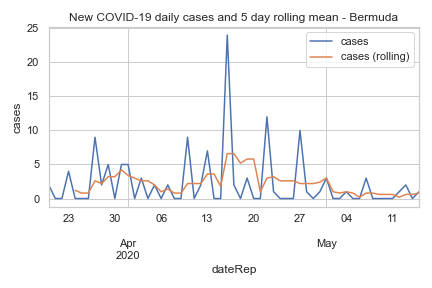 New COVID-19 daily cases and 5 day rolling mean - Bermuda
25
20
15
10
5
0
cases
cases
cases (rolling)
23 30 06 13 20 27 04 11
Apr May
2020
dateRep